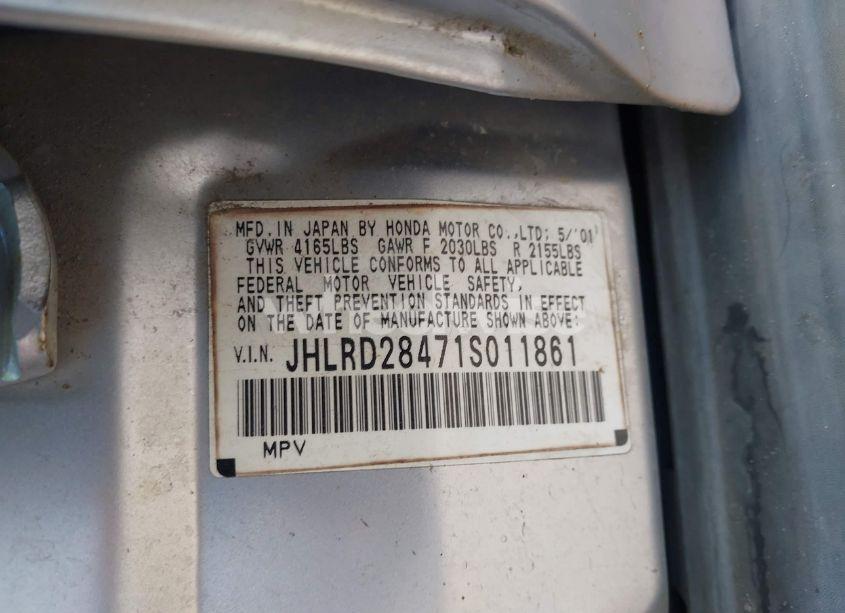 MFD. IN JAPAN BY HONDA MOTOR CO.,LTD; 5/'01
GVWR 4165LBS GAWR F 2030LBS R 2155LBS
THIS VEHICLE CONFORMS TO ALL APPLICABLE
FEDERAL MOTOR VEHICLE SAFETY,
AND THEFT PREVENTION STANDARDS IN EFFECT
ON THE DATE OF MANUFACTURE SHOWN ABOVE:
V.I.N. JHLRD28471S011861
MPV